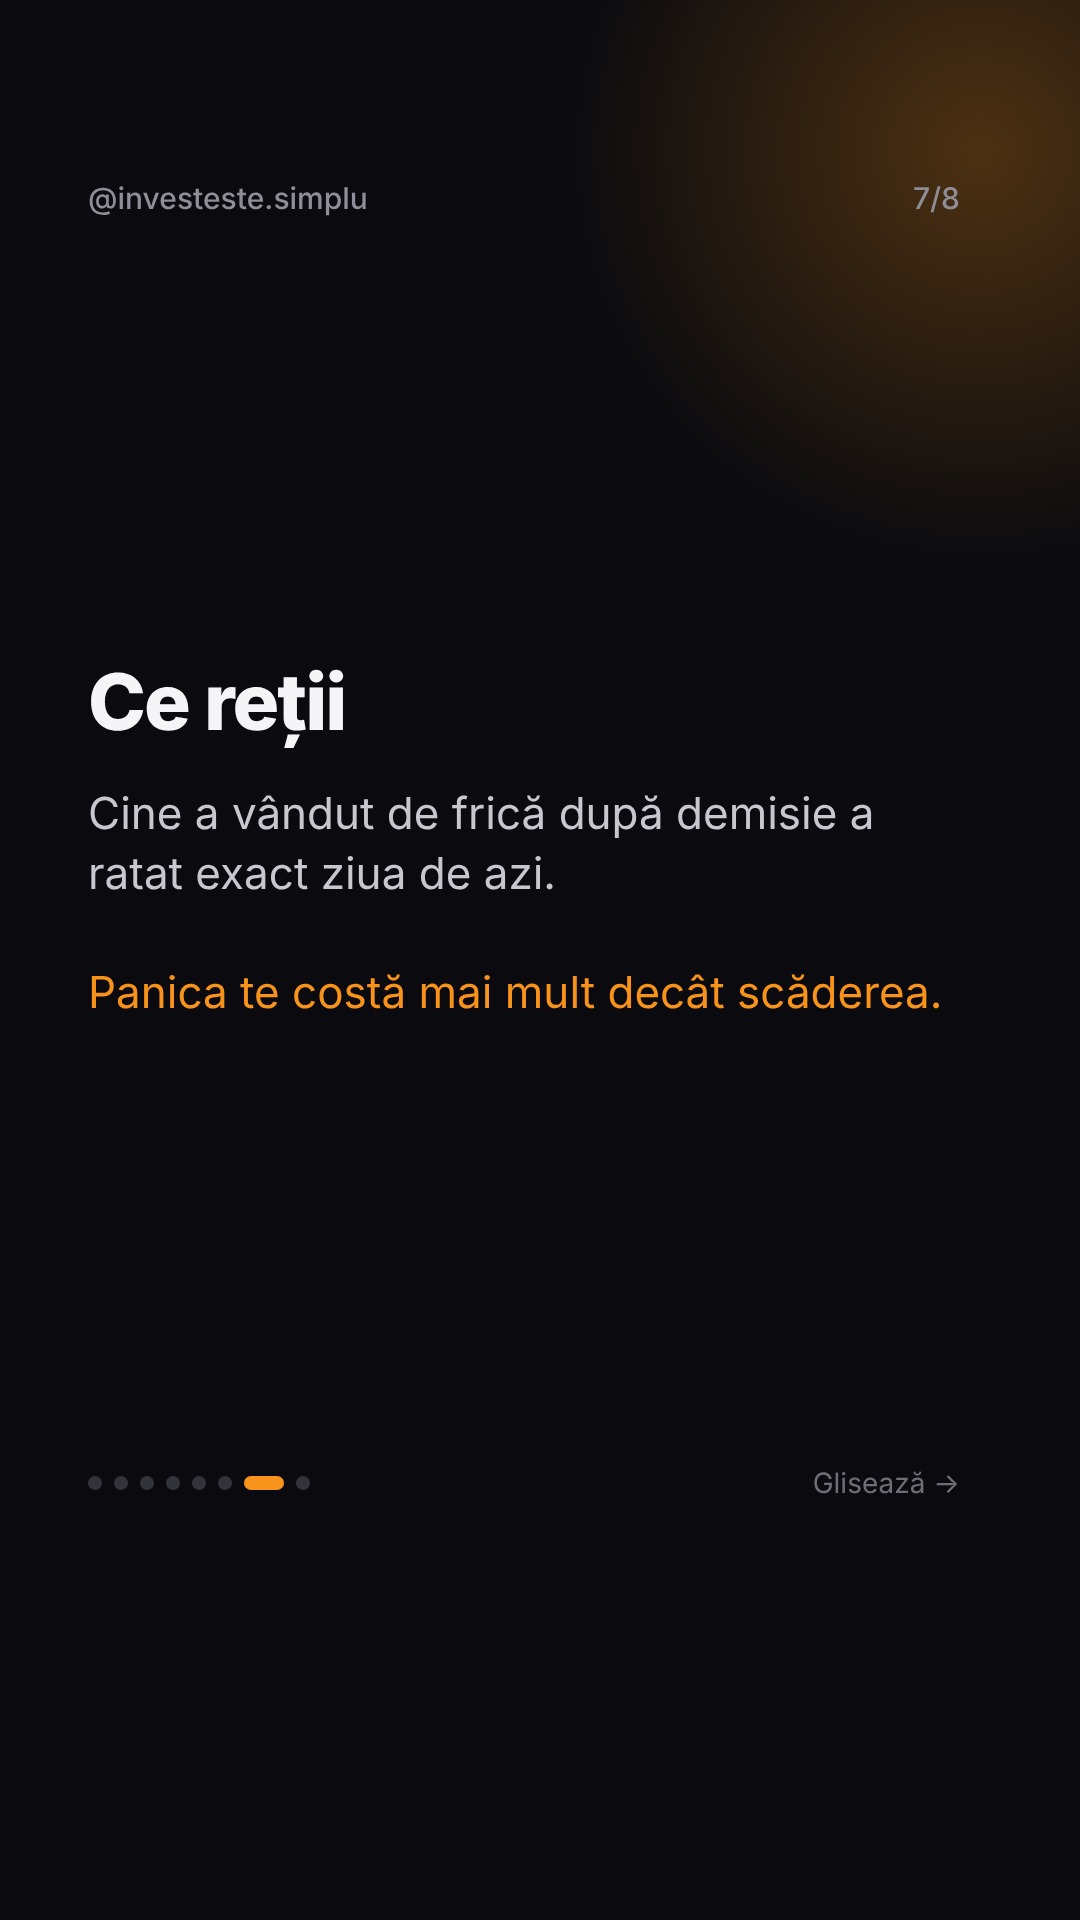 @investeste.simplu
7/8
Ce reții
Cine a vândut de frică după demisie a
ratat exact ziua de azi.
Panica te costă mai mult decât scăderea.
Glisează →